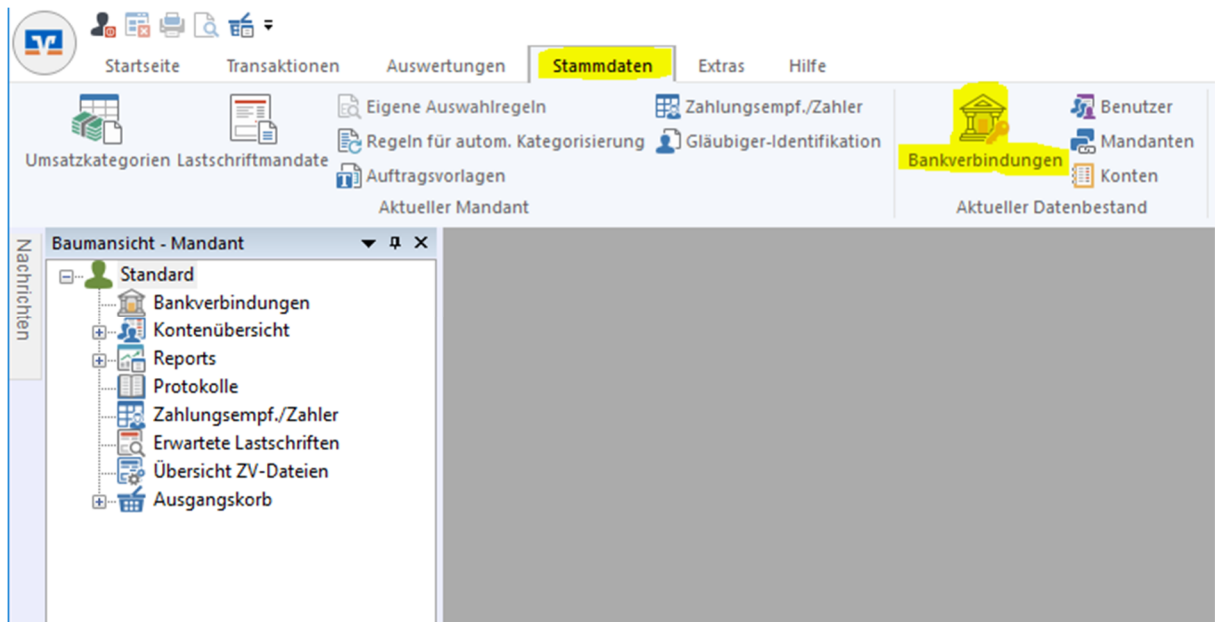 Startseite Transaktionen Auswertungen Stammdaten Extras Hilfe
Umsatzkategorien Lastschriftmandate
Eigene Auswahlregeln
Regeln für autom. Kategorisierung
Auftragsvorlagen
Zahlungsempf./Zahler
Gläubiger-Identifikation
Aktueller Mandant
Bankverbindungen
Benutzer
Mandanten
Konten
Aktueller Datenbestand
Nachrichten
Baumansicht - Mandant
Standard
Bankverbindungen
Kontenübersicht
Reports
Protokolle
Zahlungsempf./Zahler
Erwartete Lastschriften
Übersicht ZV-Dateien
Ausgangskorb